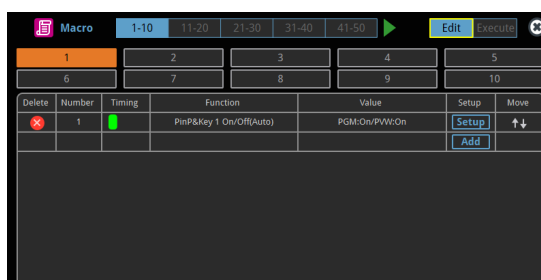 Macro 1-10 11-20 21-30 31-40 41-50 Edit Execute
1 2 3 4 5
6 7 8 9 10
Delete Number Timing Function Value Setup Move
1 PinP&Key 1 On/Off(Auto) PGM:On/PVW:On Setup
Add